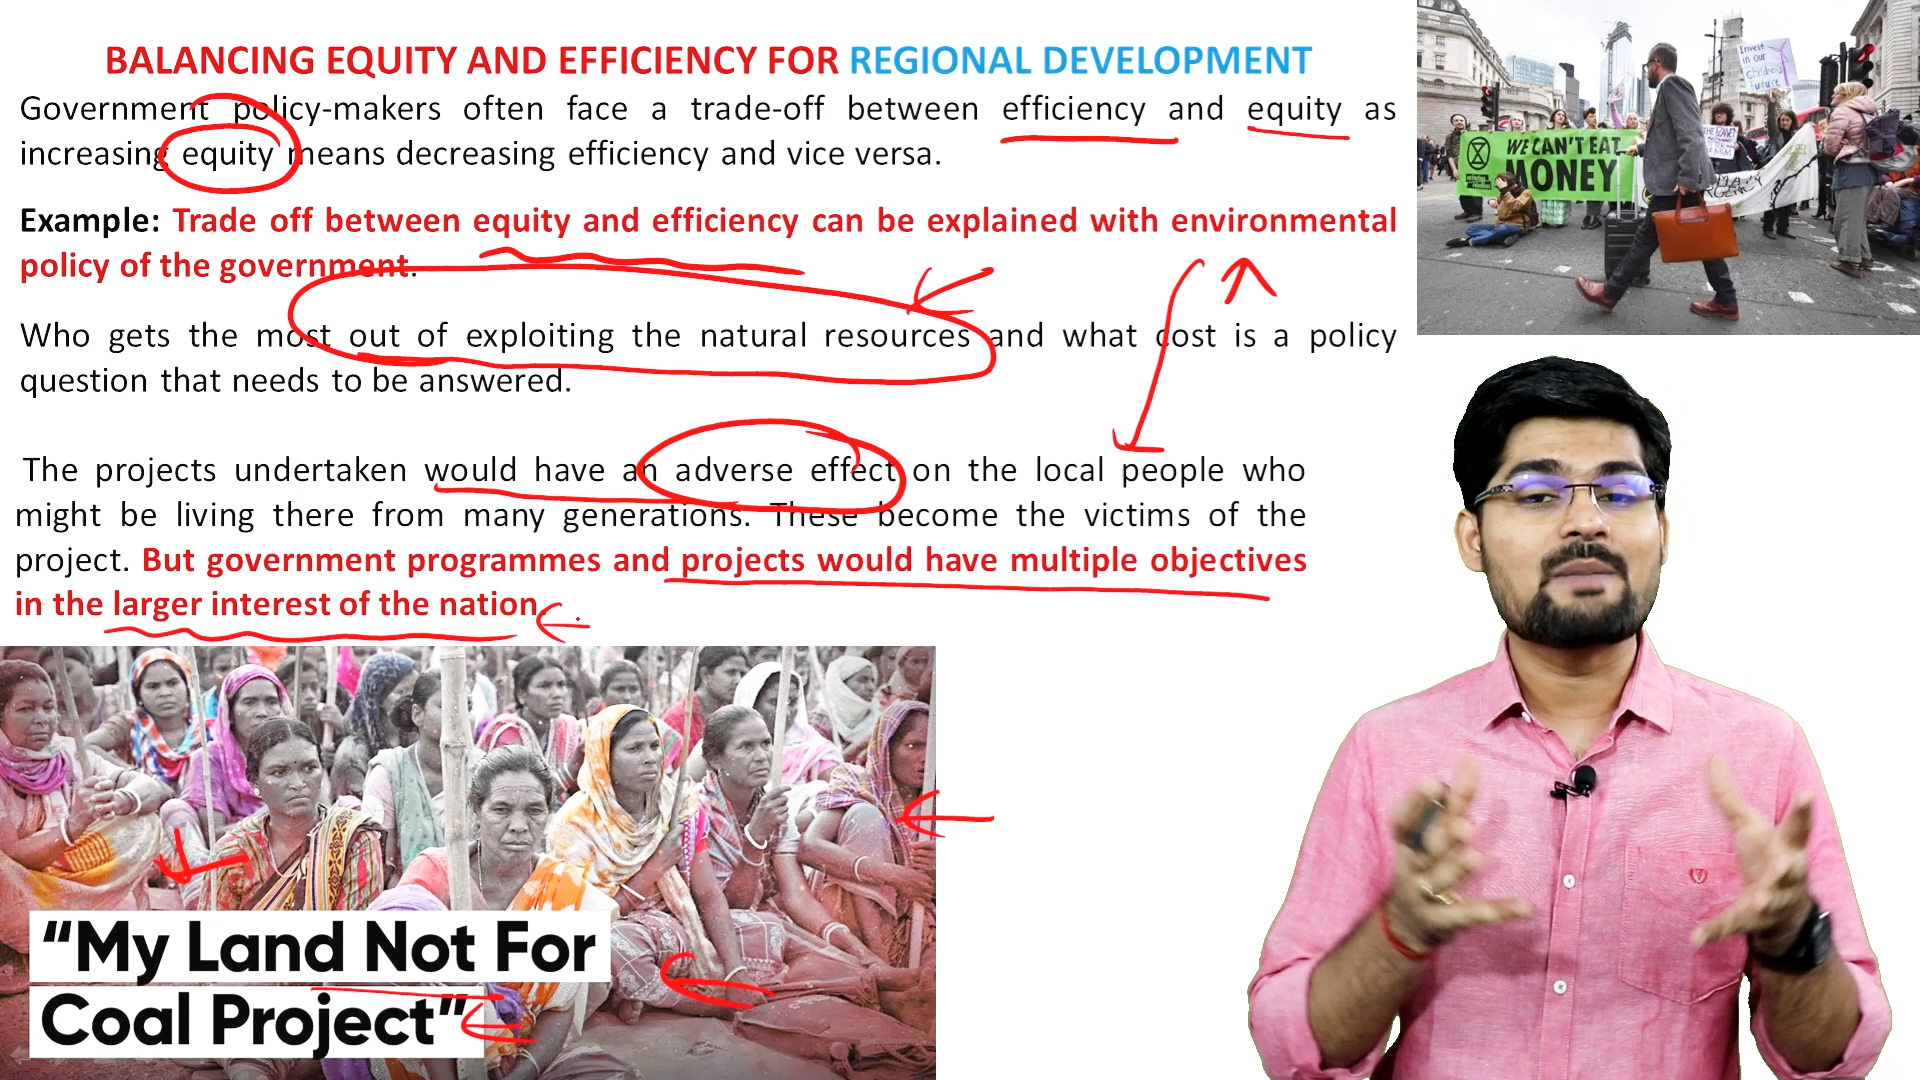 BALANCING EQUITY AND EFFICIENCY FOR REGIONAL DEVELOPMENT
Government policy-makers often face a trade-off between efficiency and equity as
increasing equity means decreasing efficiency and vice versa.
Example: Trade off between equity and efficiency can be explained with environmental
policy of the government.
Who gets the most out of exploiting the natural resources and what cost is a policy
question that needs to be answered.
The projects undertaken would have an adverse effect on the local people who
might be living there from many generations. These become the victims of the
project. But government programmes and projects would have multiple objectives
in the larger interest of the nation.
"My Land Not For
Coal Project"
Invest
in our
Children's
Future
WE CAN'T EAT
MONEY